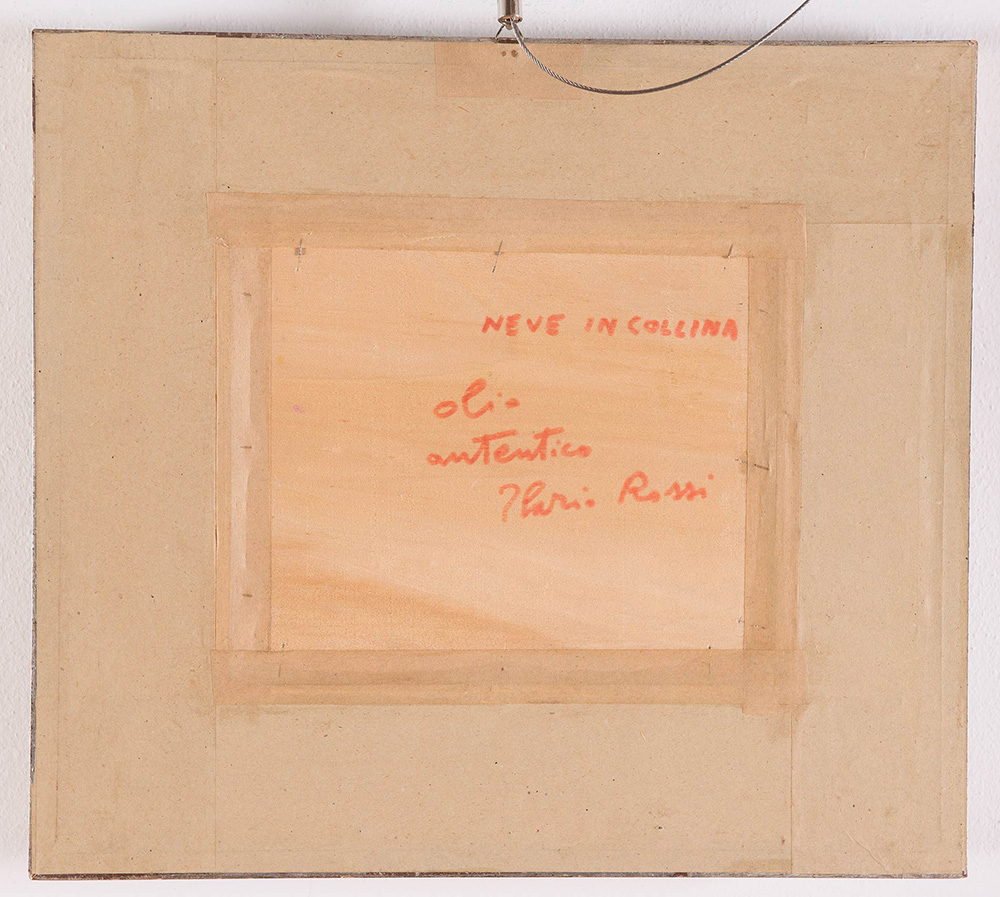 NEVE IN COLLINA
olio
autentico
Ilario Rossi